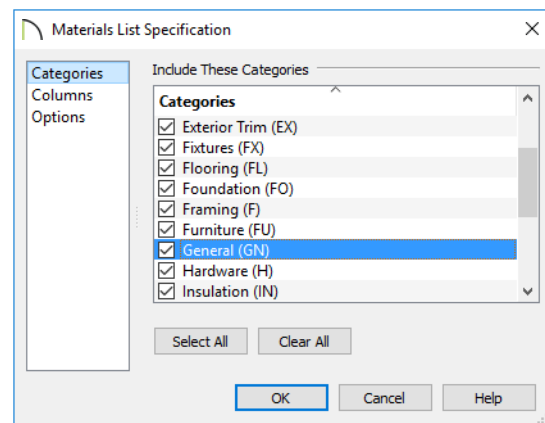 Materials List Specification
Categories
Columns
Options
Include These Categories
Categories
Exterior Trim (EX)
Fixtures (FX)
Flooring (FL)
Foundation (FO)
Framing (F)
Furniture (FU)
General (GN)
Hardware (H)
Insulation (IN)
Select All Clear All
OK Cancel Help